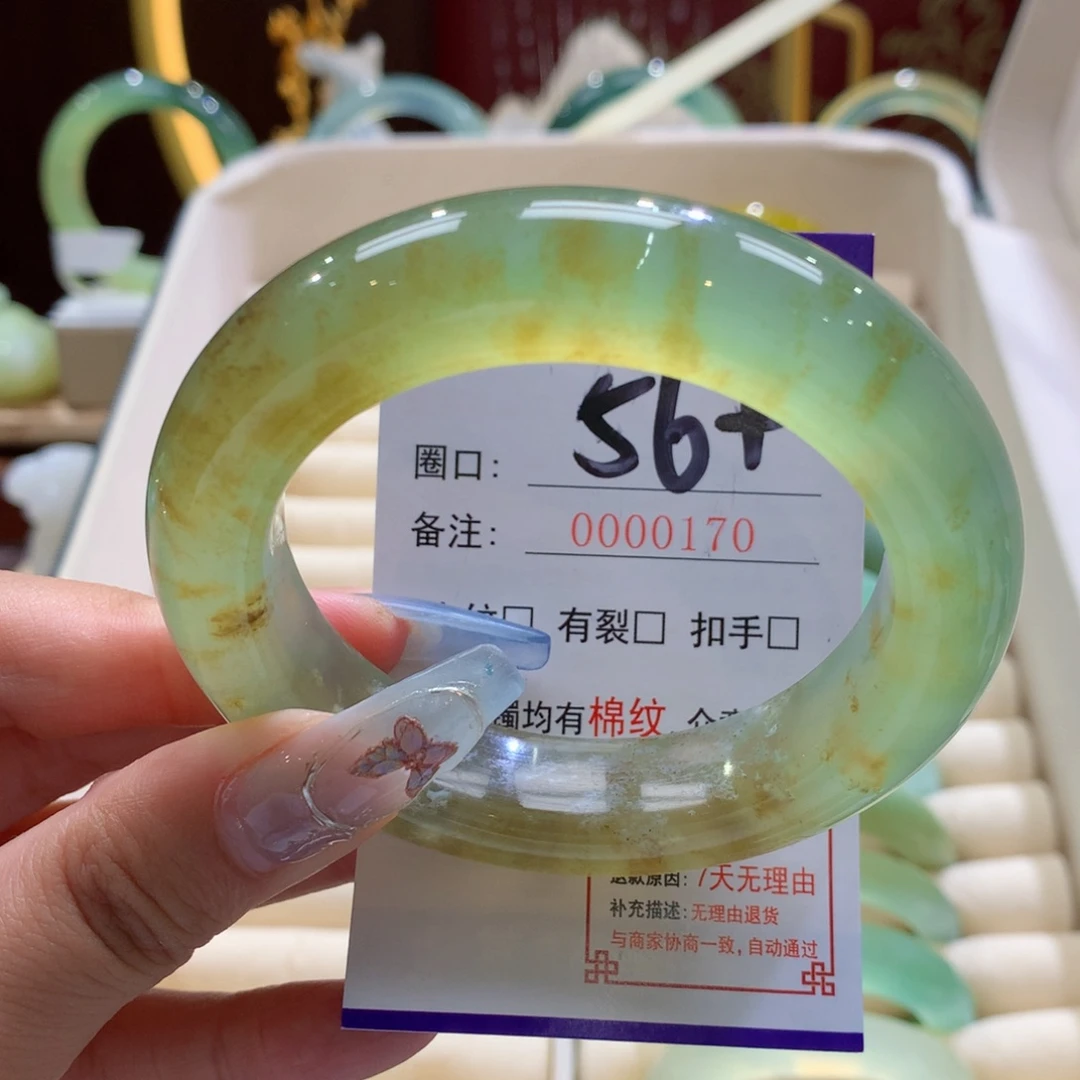 圈口: 56+
备注: 0000170
纹□ 有裂□ 扣手□
镯均有棉纹,
退款原因: 7天无理由
补充描述: 无理由退货
与商家协商一致, 自动通过